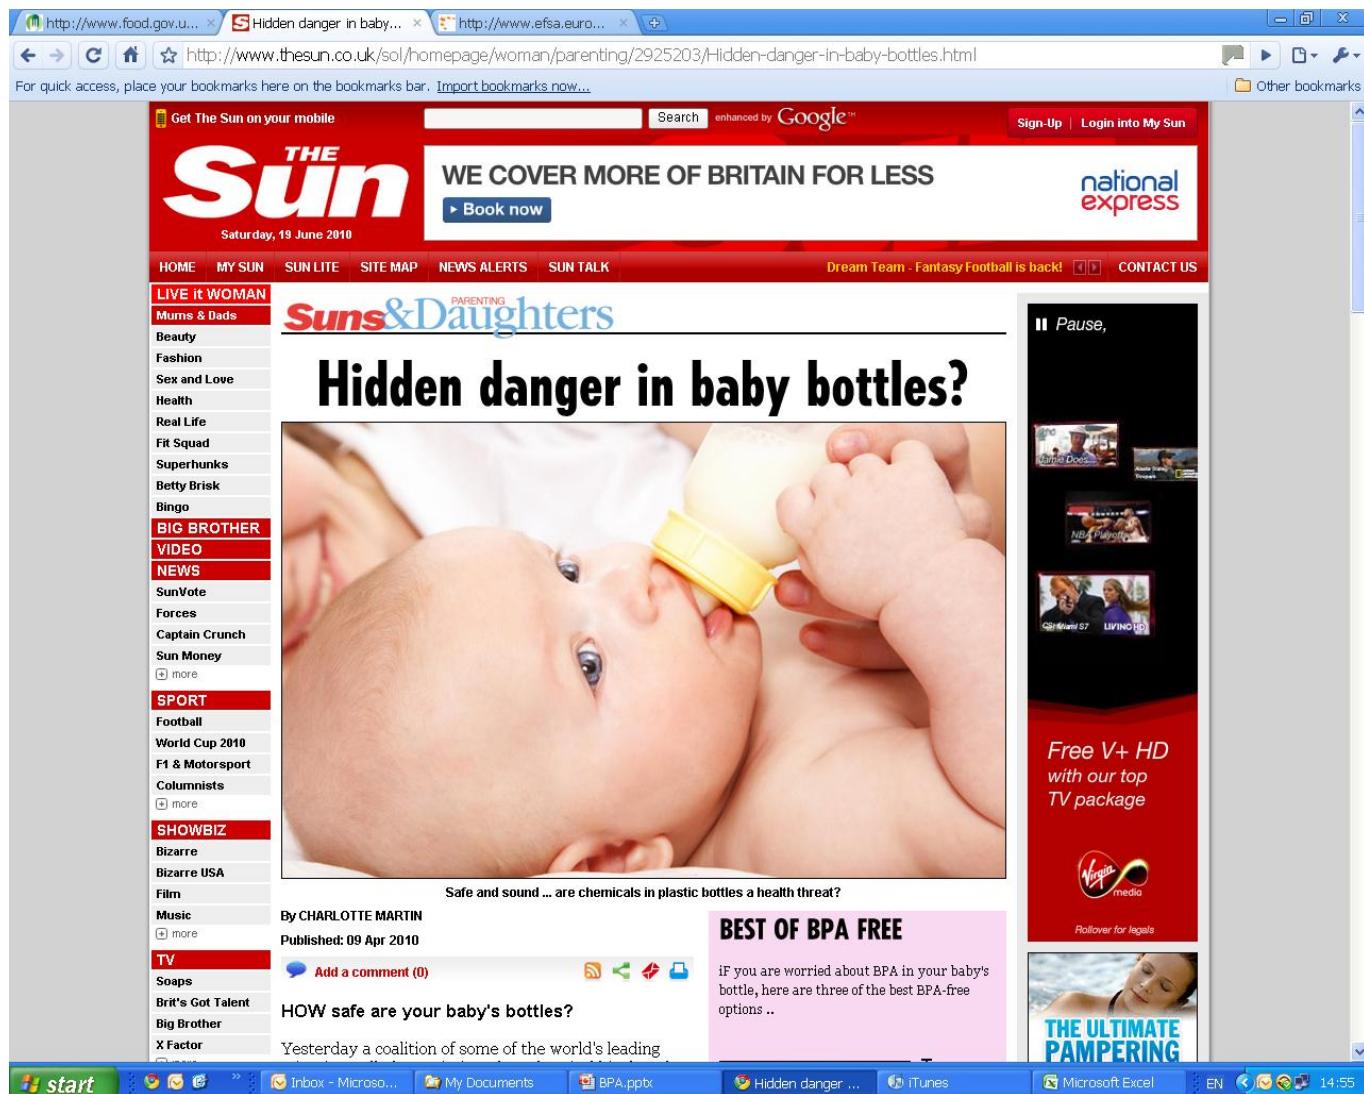 http://www.food.gov.u...
Hidden danger in baby...
http://www.efsa.euro...
http://www.thesun.co.uk/sol/homepage/woman/parenting/2925203/Hidden-danger-in-baby-bottles.html
For quick access, place your bookmarks here on the bookmarks bar. Import bookmarks now...
Other bookmarks
Get The Sun on your mobile
Search
enhanced by Google™
Sign-Up | Login into My Sun
THE Sun
Saturday, 19 June 2010
WE COVER MORE OF BRITAIN FOR LESS
Book now
national express
HOME MY SUN SUN LITE SITE MAP NEWS ALERTS SUN TALK
Dream Team - Fantasy Football is back!
CONTACT US
LIVE it WOMAN
Mums & Dads
Beauty
Fashion
Sex and Love
Health
Real Life
Fit Squad
Superhunks
Betty Brisk
Bingo
BIG BROTHER
VIDEO
NEWS
SunVote
Forces
Captain Crunch
Sun Money
more
SPORT
Football
World Cup 2010
F1 & Motorsport
Columnists
more
SHOWBIZ
Bizarre
Bizarre USA
Film
Music
more
TV
Soaps
Brit's Got Talent
Big Brother
X Factor
PARENTING
Suns&Daughters
Hidden danger in baby bottles?
Safe and sound ... are chemicals in plastic bottles a health threat?
By CHARLOTTE MARTIN
Published: 09 Apr 2010
Add a comment (0)
HOW safe are your baby's bottles?
Yesterday a coalition of some of the world's leading
BEST OF BPA FREE
iF you are worried about BPA in your baby's
bottle, here are three of the best BPA-free
options ..
Pause,
Jamie Does...
NBA Playoffs
CSI Miami S7
LIVING HD
Free V+ HD
with our top
TV package
Virgin media
Rollover for legals
THE ULTIMATE
PAMPERING
start
Inbox - Microso...
My Documents
BPA.pptx
Hidden danger ...
iTunes
Microsoft Excel
EN
14:55